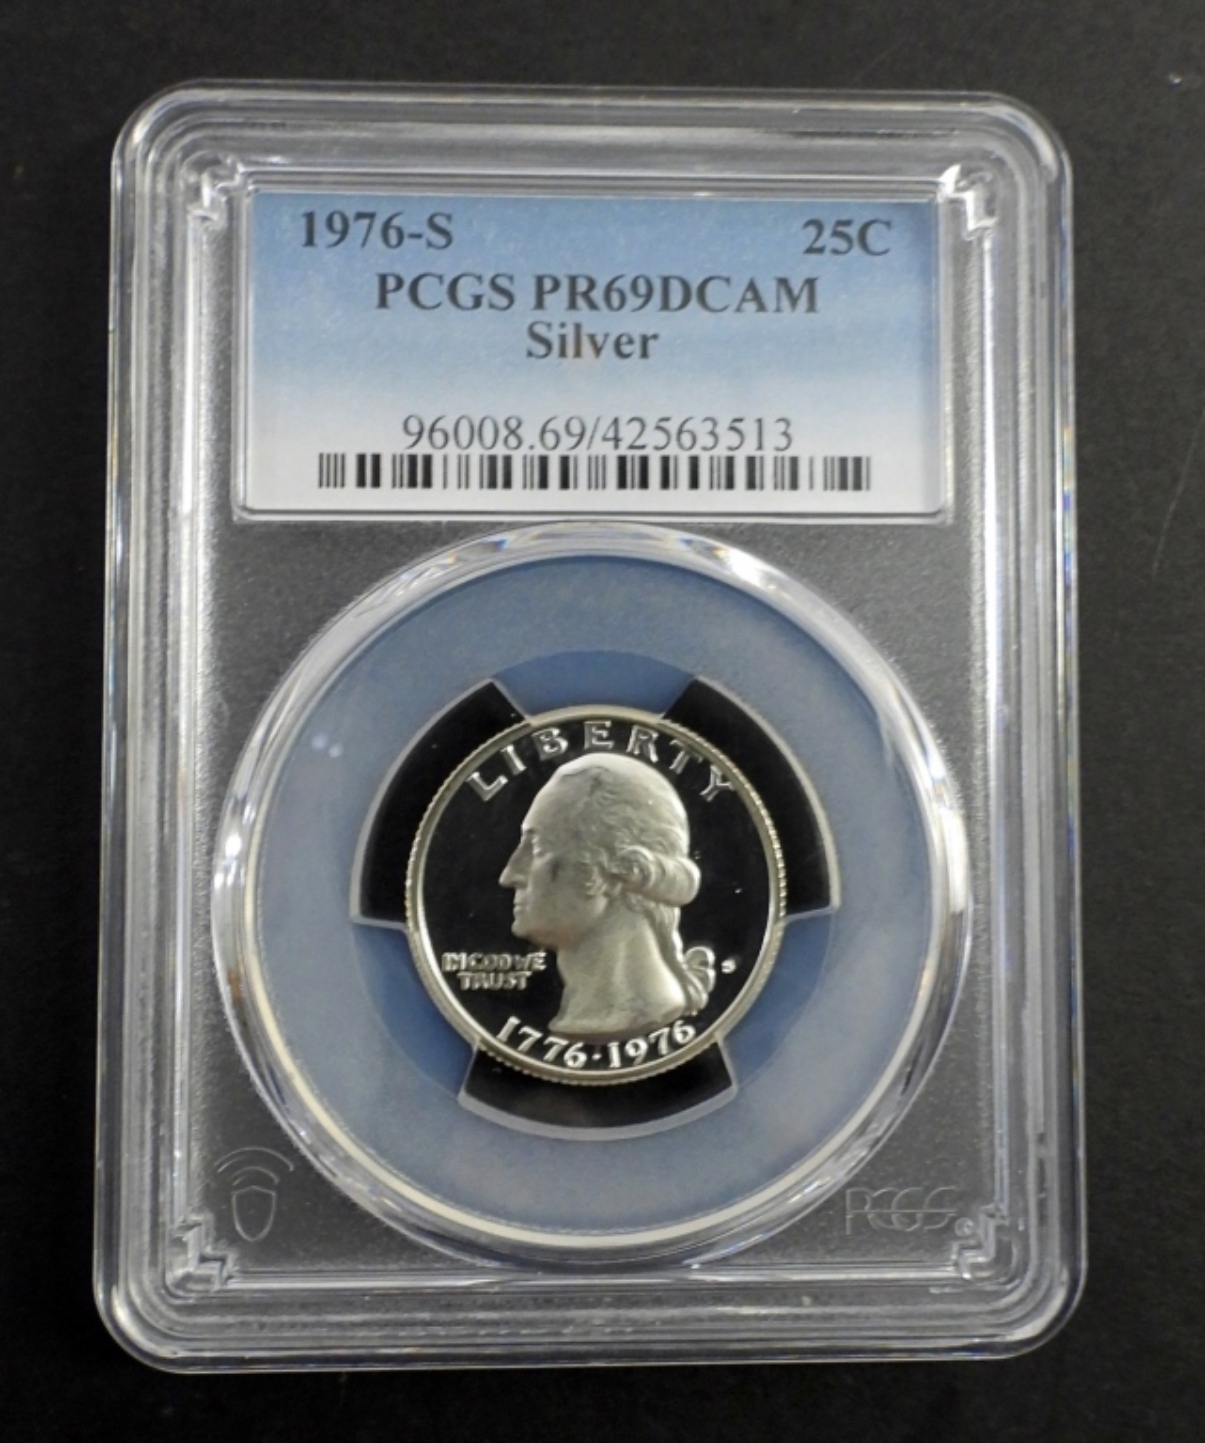 1976-S 25C
PCGS PR69DCAM
Silver
96008.69/42563513
LIBERTY
IN GOD WE
TRUST
S
1776·1976
PCGS